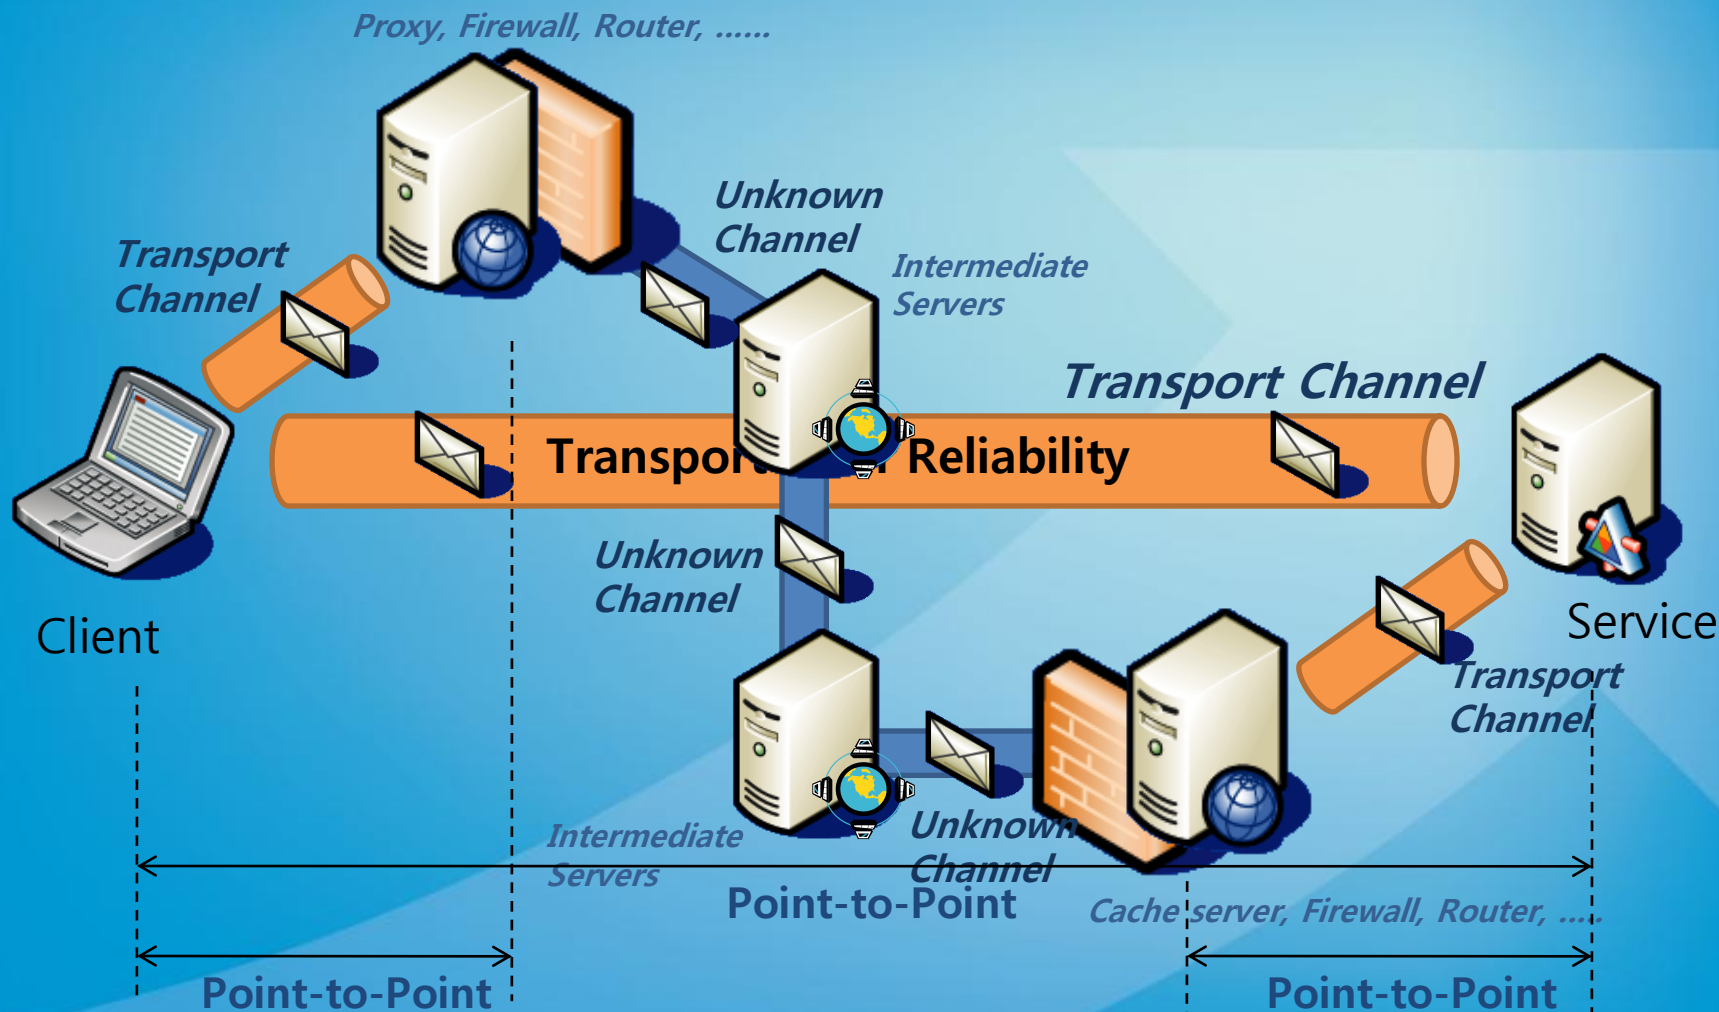 Proxy, Firewall, Router, ......
Unknown
Channel
Transport
Channel
Intermediate
Servers
Transport Channel
Reliability
Unknown
Channel
Client
Service
Transport
Channel
Unknown
Channel
Intermediate
Servers
Point-to-Point
Cache server, Firewall, Router, .....
Point-to-Point
Point-to-Point